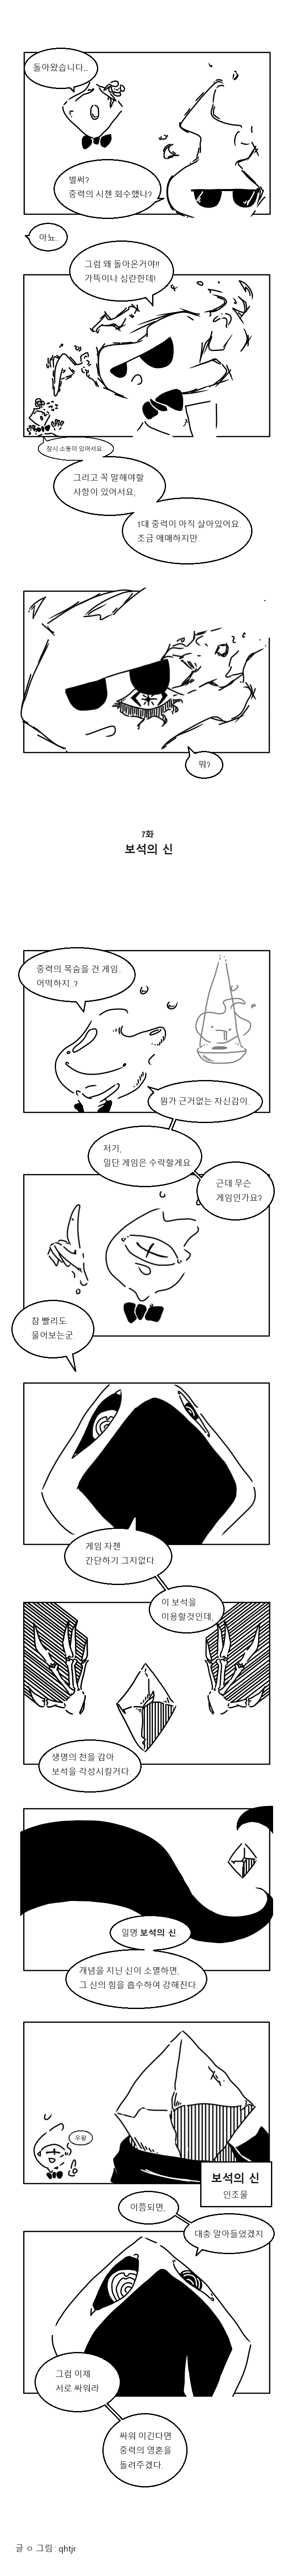 돌아왔습니다..
벌써?
중력의 시첸 회수했나?
아뇨..
그럼 왜 돌아온거야!!
가뜩이나 심란한데!
잠시 소동이 있어서요..
그리고 꼭 말해야할
사항이 있어서요,
1대 중력이 아직 살아있어요.
조금 애매하지만.
뭐?
7화
보석의 신
중력의 목숨을 건 게임..
어떡하지..?
뭔가 근거없는 자신감이..
저기,
일단 게임은 수락할게요.
근데 무슨
게임인가요?
참 빨리도
물어보는군.
게임 자첸
간단하기 그지없다.
이 보석을
이용할것인데,
생명의 천을 감아
보석을 각성시킬거다.
일명 보석의 신.
개념을 지닌 신이 소멸하면,
그 신의 힘을 흡수하여 강해진다.
우왕
보석의 신
인조물
이쯤되면,
대충 알아들었겠지
그럼 이제
서로 싸워라
싸워 이긴다면
중력의 영혼을
돌려주겠다.
글 ㅇ 그림 : qhtjr